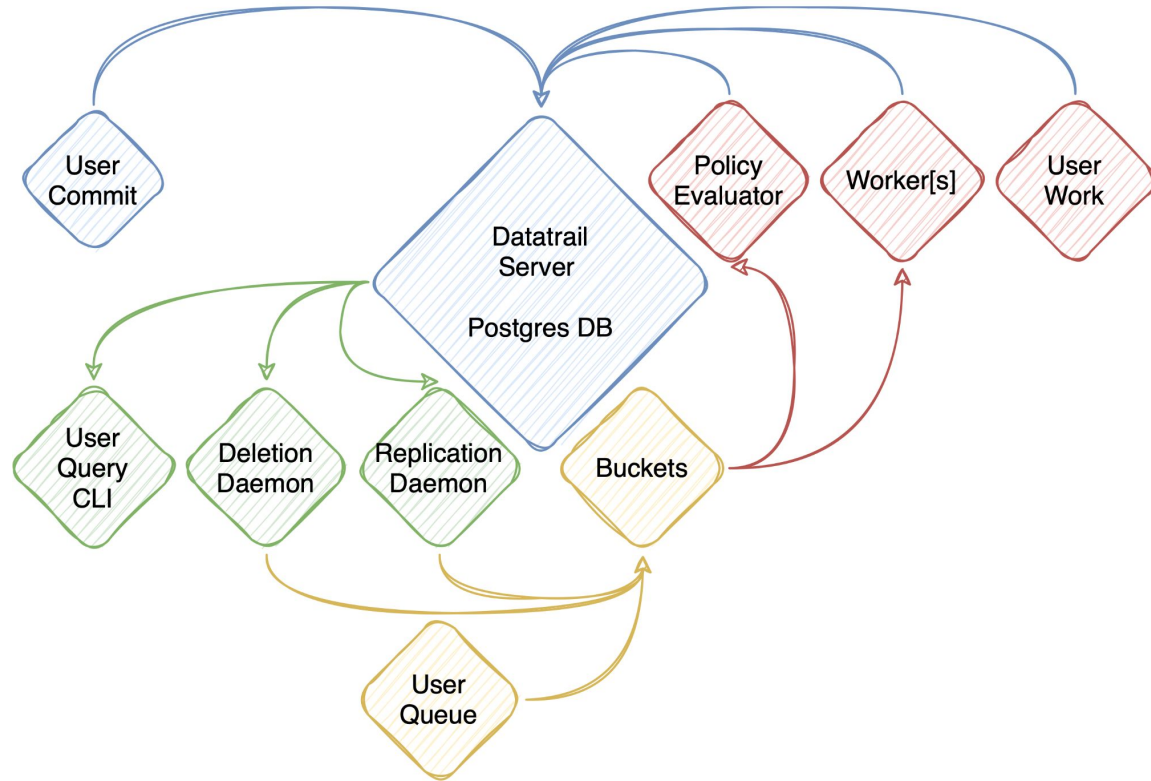 User
Commit
Datatrail
Server
Postgres DB
Policy
Evaluator
Worker[s]
User
Work
User
Query
CLI
Deletion
Daemon
Replication
Daemon
Buckets
User
Queue